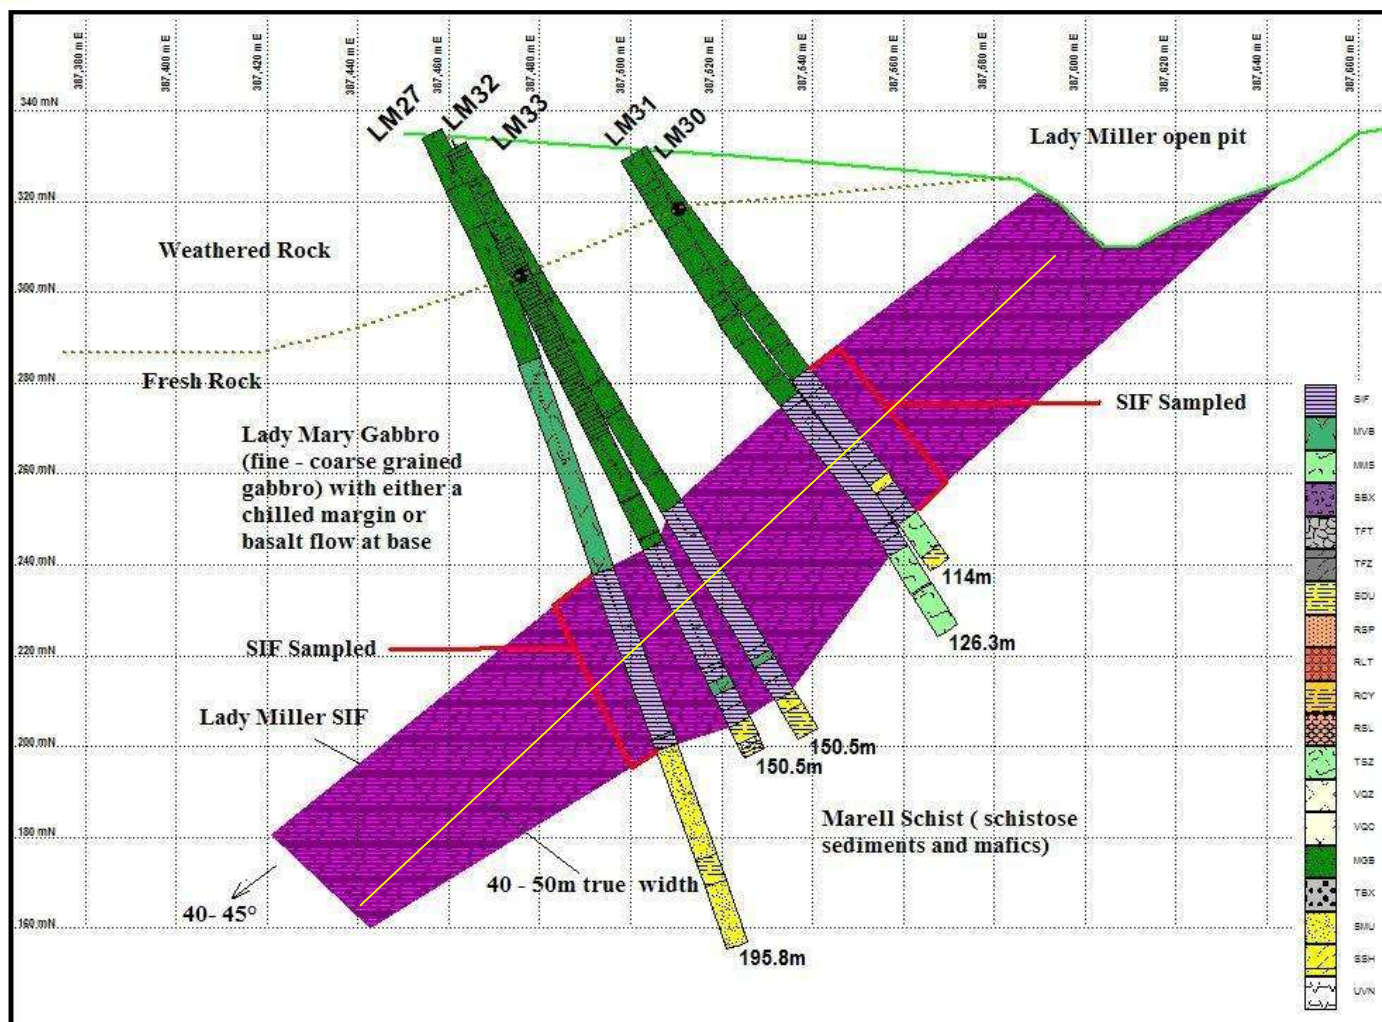 387,380 m E
387,400 m E
387,420 m E
387,440 m E
387,460 m E
387,480 m E
387,500 m E
387,520 m E
387,540 m E
387,560 m E
387,580 m E
387,600 m E
387,620 m E
387,640 m E
387,660 m E
340 mN
320 mN
300 mN
280 mN
260 mN
240 mN
220 mN
200 mN
180 mN
160 mN
LM27
LM32
LM33
LM31
LM30
Lady Miller open pit
Weathered Rock
Fresh Rock
Lady Mary Gabbro
(fine - coarse grained
gabbro) with either a
chilled margin or
basalt flow at base
SIF Sampled
SIF Sampled
Lady Miller SIF
114m
126.3m
150.5m
150.5m
195.8m
Marell Schist ( schistose
sediments and mafics)
40 - 50m true width
40- 45°
SIF
MVB
MMS
SBX
TFT
TFZ
SDU
RSP
RLT
RCY
RSL
TSZ
VQZ
VQC
MGB
TBX
SMU
SSH
UVN